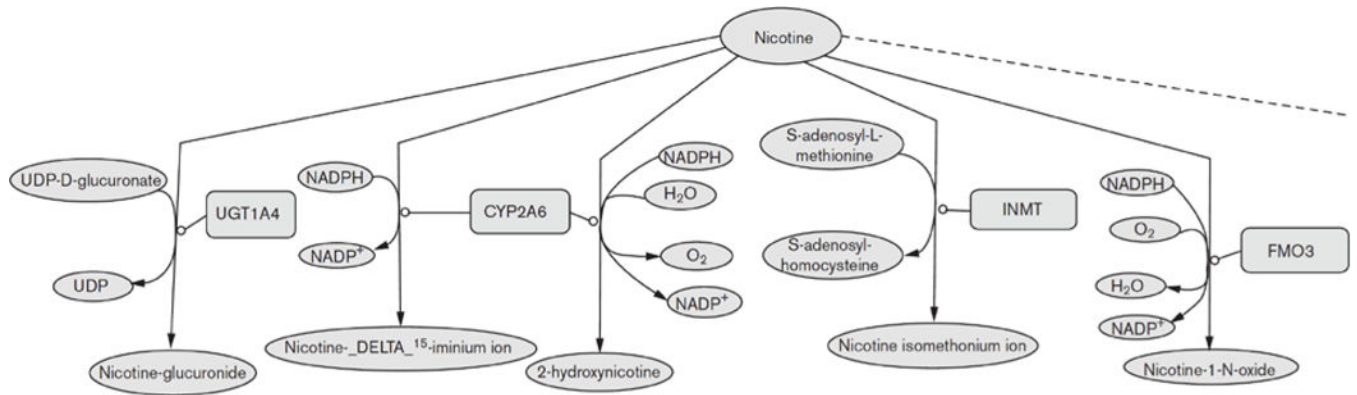 Nicotine
UDP-D-glucuronate
UGT1A4
UDP
Nicotine-glucuronide
NADPH
NADP⁺
Nicotine-_DELTA_¹⁵-iminium ion
CYP2A6
NADPH
H₂O
O₂
NADP⁺
2-hydroxynicotine
S-adenosyl-L-
methionine
INMT
S-adenosyl-
homocysteine
Nicotine isomethonium ion
NADPH
O₂
FMO3
H₂O
NADP⁺
Nicotine-1-N-oxide